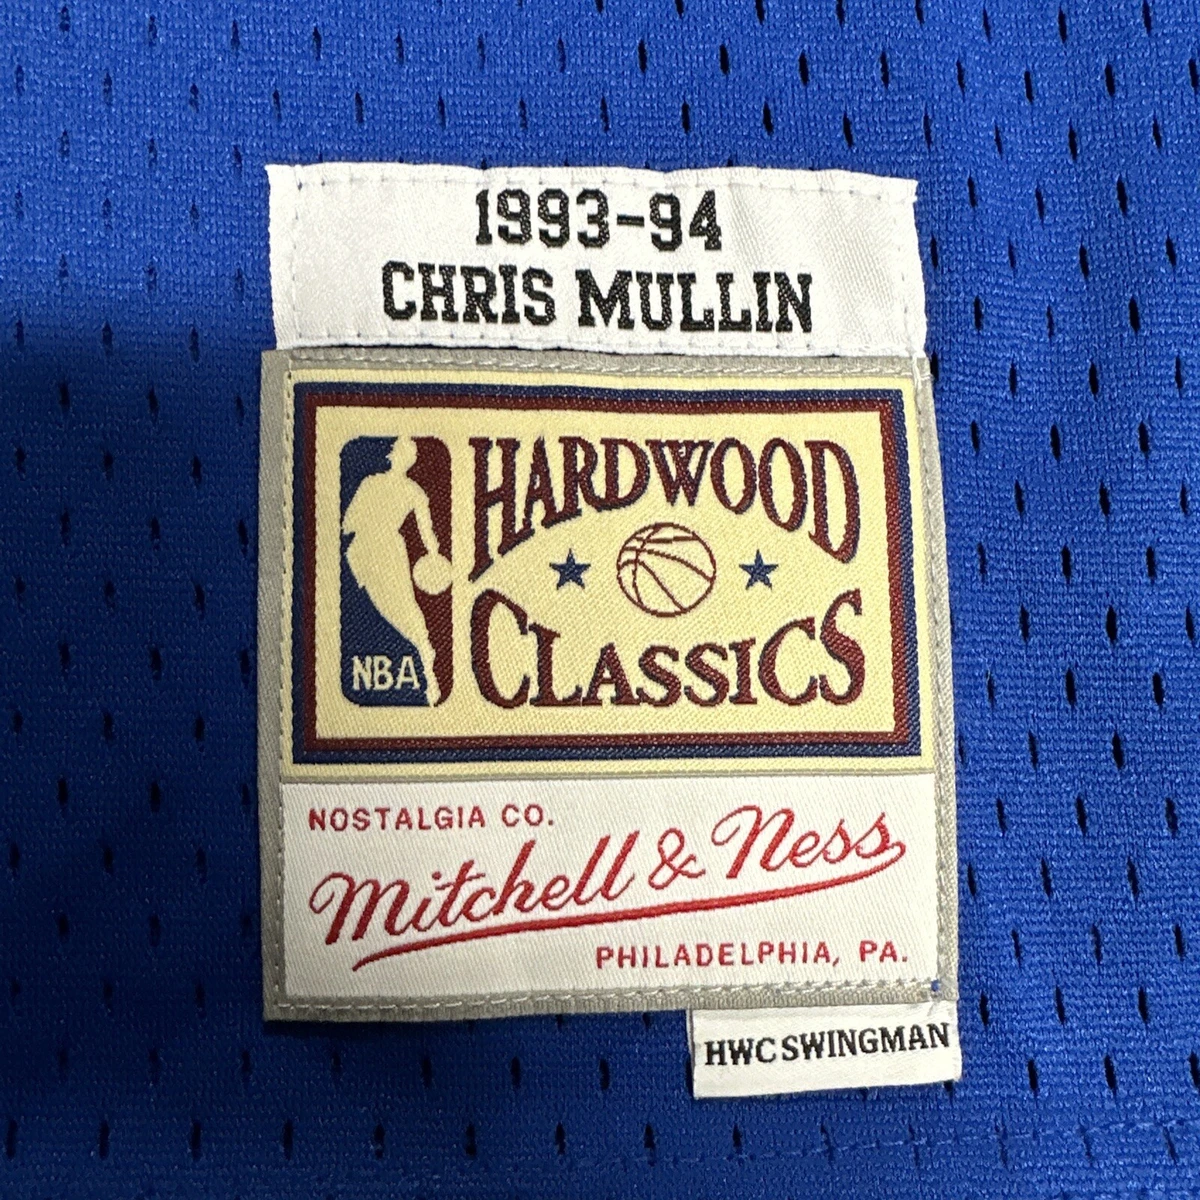 1993-94
CHRIS MULLIN
HARDWOOD
CLASSICS
NBA
NOSTALGIA CO.
Mitchell & Ness
PHILADELPHIA, PA.
HWC SWINGMAN